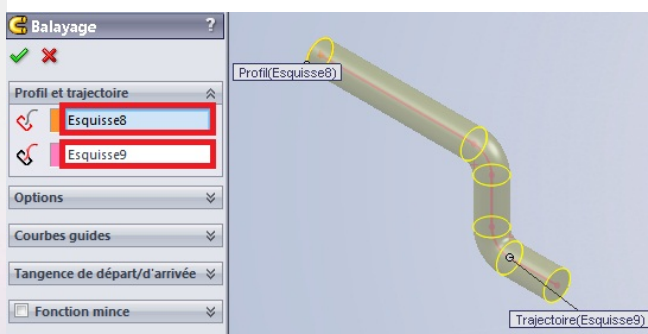 Balayage ?
Profil et trajectoire
Esquisse8
Esquisse9
Options
Courbes guides
Tangence de départ/d'arrivée
Fonction mince
Profil(Esquisse8)
Trajectoire(Esquisse9)